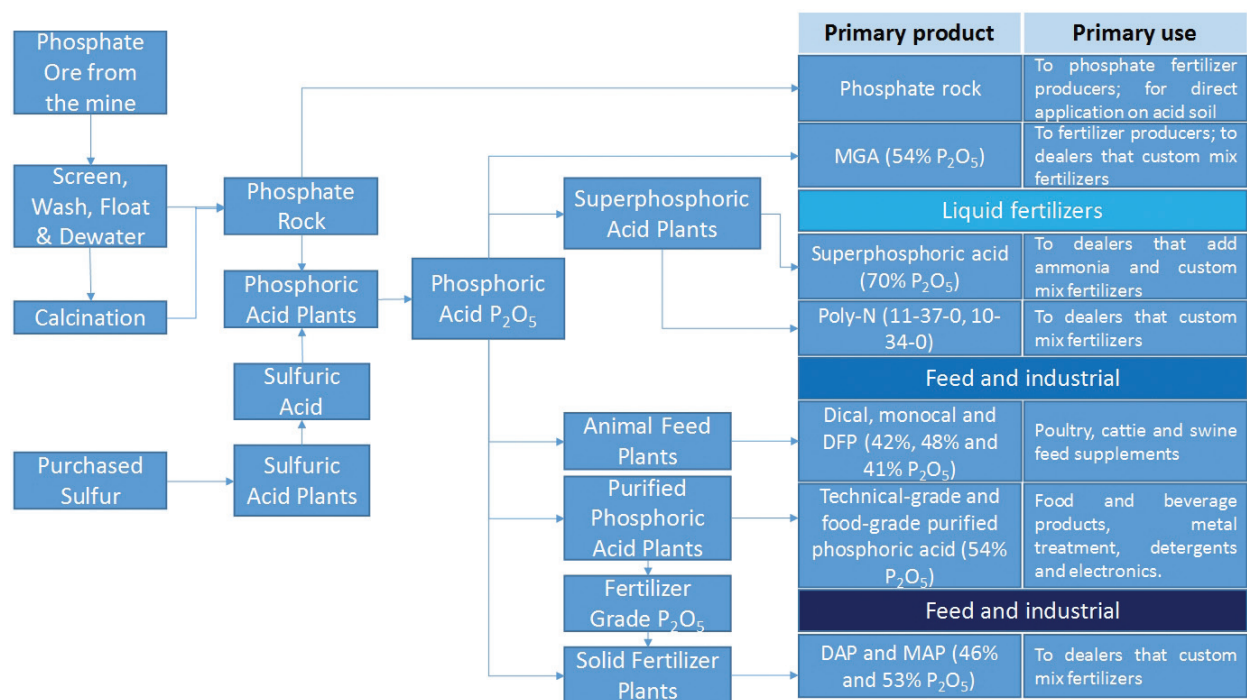 Phosphate
Ore from
the mine
Screen,
Wash, Float
& Dewater
Calcination
Purchased
Sulfur
Phosphate
Rock
Phosphoric
Acid Plants
Sulfuric
Acid
Sulfuric
Acid Plants
Phosphoric
Acid P₂O₅
Superphosphoric
Acid Plants
Animal Feed
Plants
Purified
Phosphoric
Acid Plants
Fertilizer
Grade P₂O₅
Solid Fertilizer
Plants
Primary product
Primary use
Phosphate rock
To phosphate fertilizer
producers; for direct
application on acid soil
MGA (54% P₂O₅)
To fertilizer producers; to
dealers that custom mix
fertilizers
Liquid fertilizers
Superphosphoric acid
(70% P₂O₅)
To dealers that add
ammonia and custom
mix fertilizers
Poly-N (11-37-0, 10-
34-0)
To dealers that custom
mix fertilizers
Feed and industrial
Dical, monocal and
DFP (42%, 48% and
41% P₂O₅)
Poultry, cattie and swine
feed supplements
Technical-grade and
food-grade purified
phosphoric acid (54%
P₂O₅)
Food and beverage
products, metal
treatment, detergents
and electronics.
Feed and industrial
DAP and MAP (46%
and 53% P₂O₅)
To dealers that custom
mix fertilizers